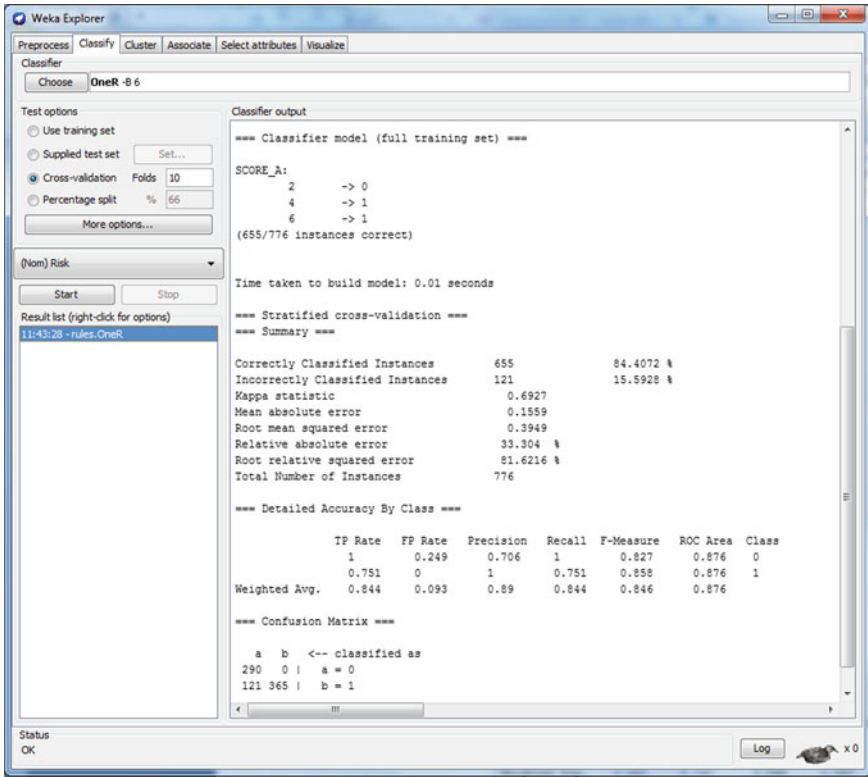 Weka Explorer
Preprocess Classify Cluster Associate Select attributes Visualize
Classifier
Choose OneR -B 6
Test options
Use training set
Supplied test set Set...
Cross-validation Folds 10
Percentage split % 66
More options...
(Nom) Risk
Start Stop
Result list (right-click for options)
11:43:28 - rules.OneR
Classifier output
=== Classifier model (full training set) ===
SCORE_A:
2 -> 0
4 -> 1
6 -> 1
(655/776 instances correct)
Time taken to build model: 0.01 seconds
=== Stratified cross-validation ===
=== Summary ===
Correctly Classified Instances 655 84.4072 %
Incorrectly Classified Instances 121 15.5928 %
Kappa statistic 0.6927
Mean absolute error 0.1559
Root mean squared error 0.3949
Relative absolute error 33.304 %
Root relative squared error 81.6216 %
Total Number of Instances 776
=== Detailed Accuracy By Class ===
TP Rate FP Rate Precision Recall F-Measure ROC Area Class
1 0.249 0.706 1 0.827 0.876 0
0.751 0 1 0.751 0.858 0.876 1
Weighted Avg. 0.844 0.093 0.89 0.844 0.846 0.876
=== Confusion Matrix ===
a b <-- classified as
290 0 | a = 0
121 365 | b = 1
Status
OK
Log x 0